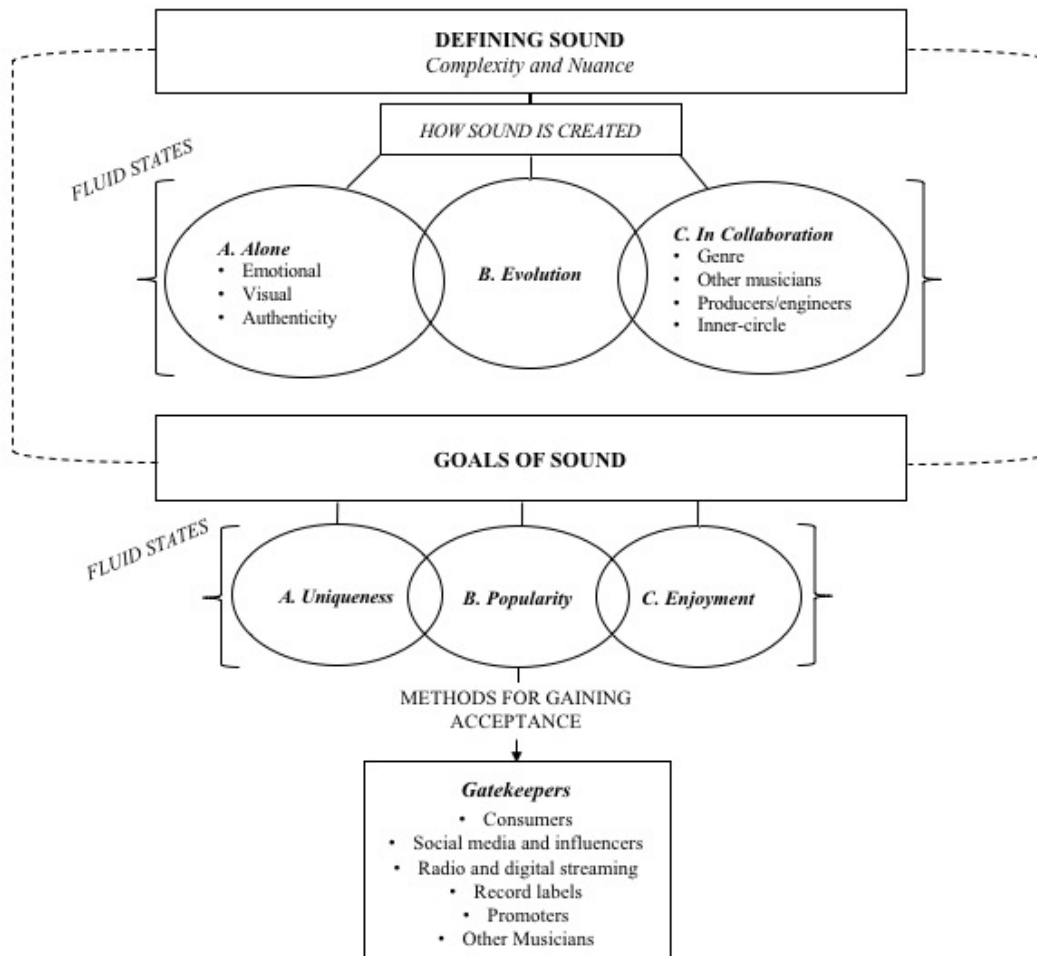 DEFINING SOUND
Complexity and Nuance
HOW SOUND IS CREATED
FLUID STATES
A. Alone
• Emotional
• Visual
• Authenticity
B. Evolution
C. In Collaboration
• Genre
• Other musicians
• Producers/engineers
• Inner-circle
GOALS OF SOUND
FLUID STATES
A. Uniqueness
B. Popularity
C. Enjoyment
METHODS FOR GAINING
ACCEPTANCE
Gatekeepers
• Consumers
• Social media and influencers
• Radio and digital streaming
• Record labels
• Promoters
• Other Musicians